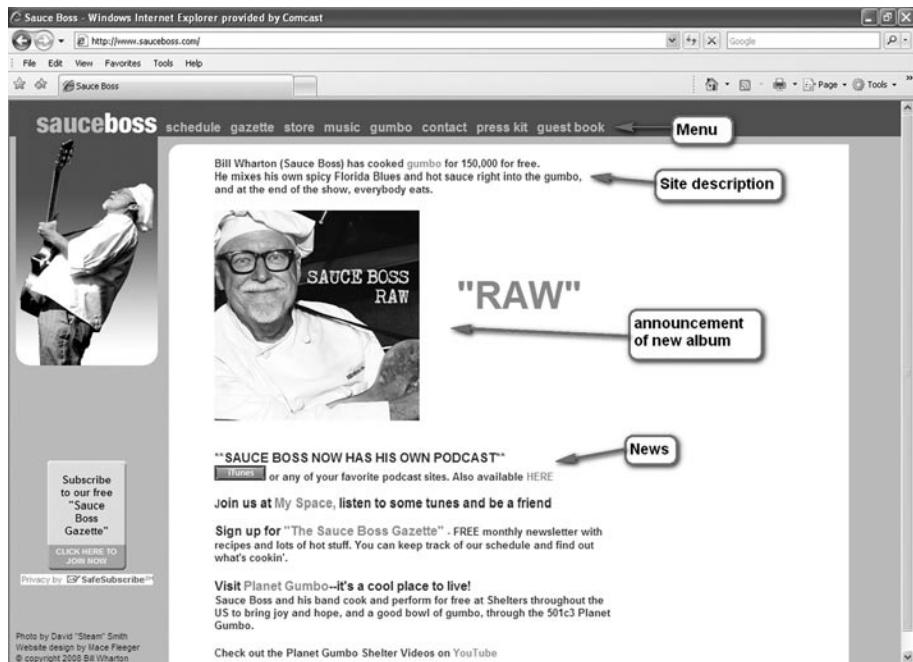 Sauce Boss - Windows Internet Explorer provided by Comcast
http://www.sauceboss.com/
Google
File Edit View Favorites Tools Help
Sauce Boss
Page Tools
sauceboss schedule gazette store music gumbo contact press kit guest book
Menu
Bill Wharton (Sauce Boss) has cooked gumbo for 150,000 for free.
He mixes his own spicy Florida Blues and hot sauce right into the gumbo,
and at the end of the show, everybody eats.
Site description
SAUCE BOSS
RAW
"RAW"
announcement
of new album
**SAUCE BOSS NOW HAS HIS OWN PODCAST**
iTunes or any of your favorite podcast sites. Also available HERE
News
Join us at My Space, listen to some tunes and be a friend
Sign up for "The Sauce Boss Gazette" - FREE monthly newsletter with
recipes and lots of hot stuff. You can keep track of our schedule and find out
what's cookin'.
Visit Planet Gumbo--it's a cool place to live!
Sauce Boss and his band cook and perform for free at Shelters throughout the
US to bring joy and hope, and a good bowl of gumbo, through the 501c3 Planet
Gumbo.
Check out the Planet Gumbo Shelter Videos on YouTube
Subscribe
to our free
"Sauce
Boss
Gazette"
CLICK HERE TO
JOIN NOW
Privacy by SafeSubscribe SM
Photo by David "Steam" Smith
Website design by Mace Fleeger
© copyright 2008 Bill Wharton